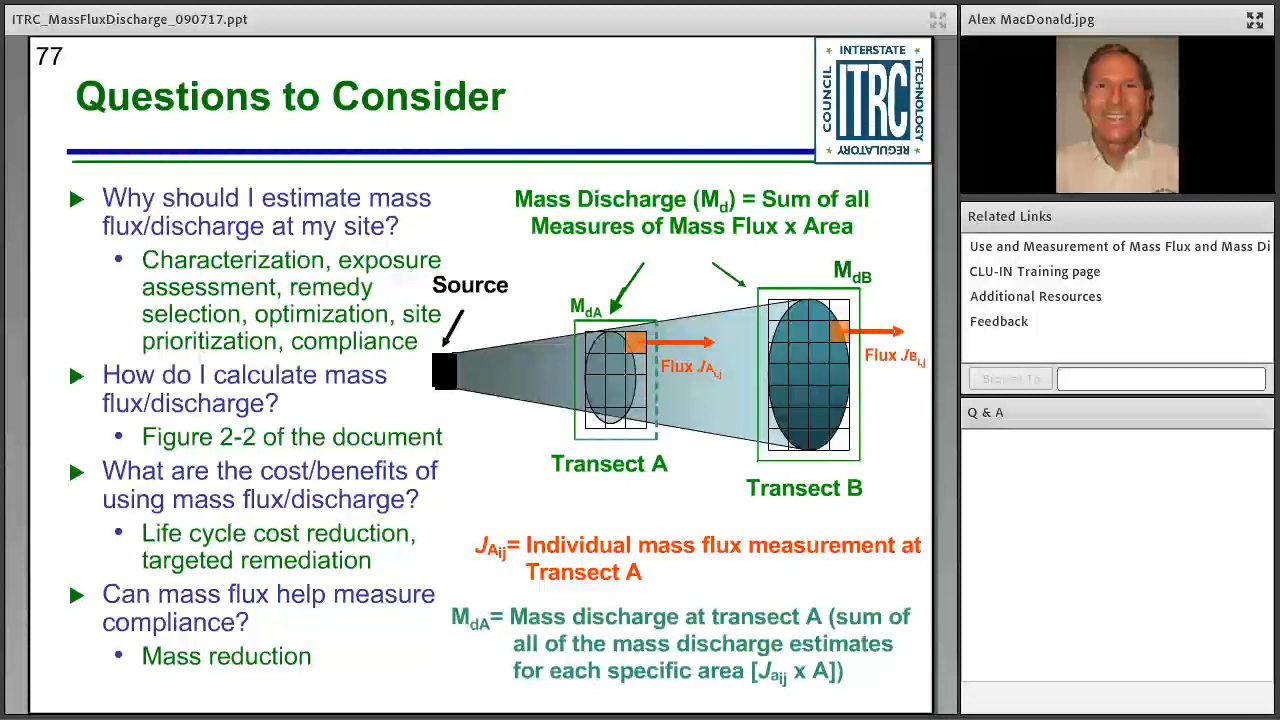 ITRC_MassFluxDischarge_090717.ppt
77
Questions to Consider
INTERSTATE
COUNCIL
ITRC
TECHNOLOGY
REGULATORY
Why should I estimate mass
flux/discharge at my site?
Characterization, exposure
assessment, remedy
selection, optimization, site
prioritization, compliance
How do I calculate mass
flux/discharge?
Figure 2-2 of the document
What are the cost/benefits of
using mass flux/discharge?
Life cycle cost reduction,
targeted remediation
Can mass flux help measure
compliance?
Mass reduction
Mass Discharge (Md) = Sum of all
Measures of Mass Flux x Area
Source
MdA
MdB
Flux JAi,j
Flux JBi,j
Transect A
Transect B
JAij= Individual mass flux measurement at
Transect A
MdA= Mass discharge at transect A (sum of
all of the mass discharge estimates
for each specific area [Jaij x A])
Alex MacDonald.jpg
Related Links
Use and Measurement of Mass Flux and Mass Di
CLU-IN Training page
Additional Resources
Feedback
Browse To
Q & A